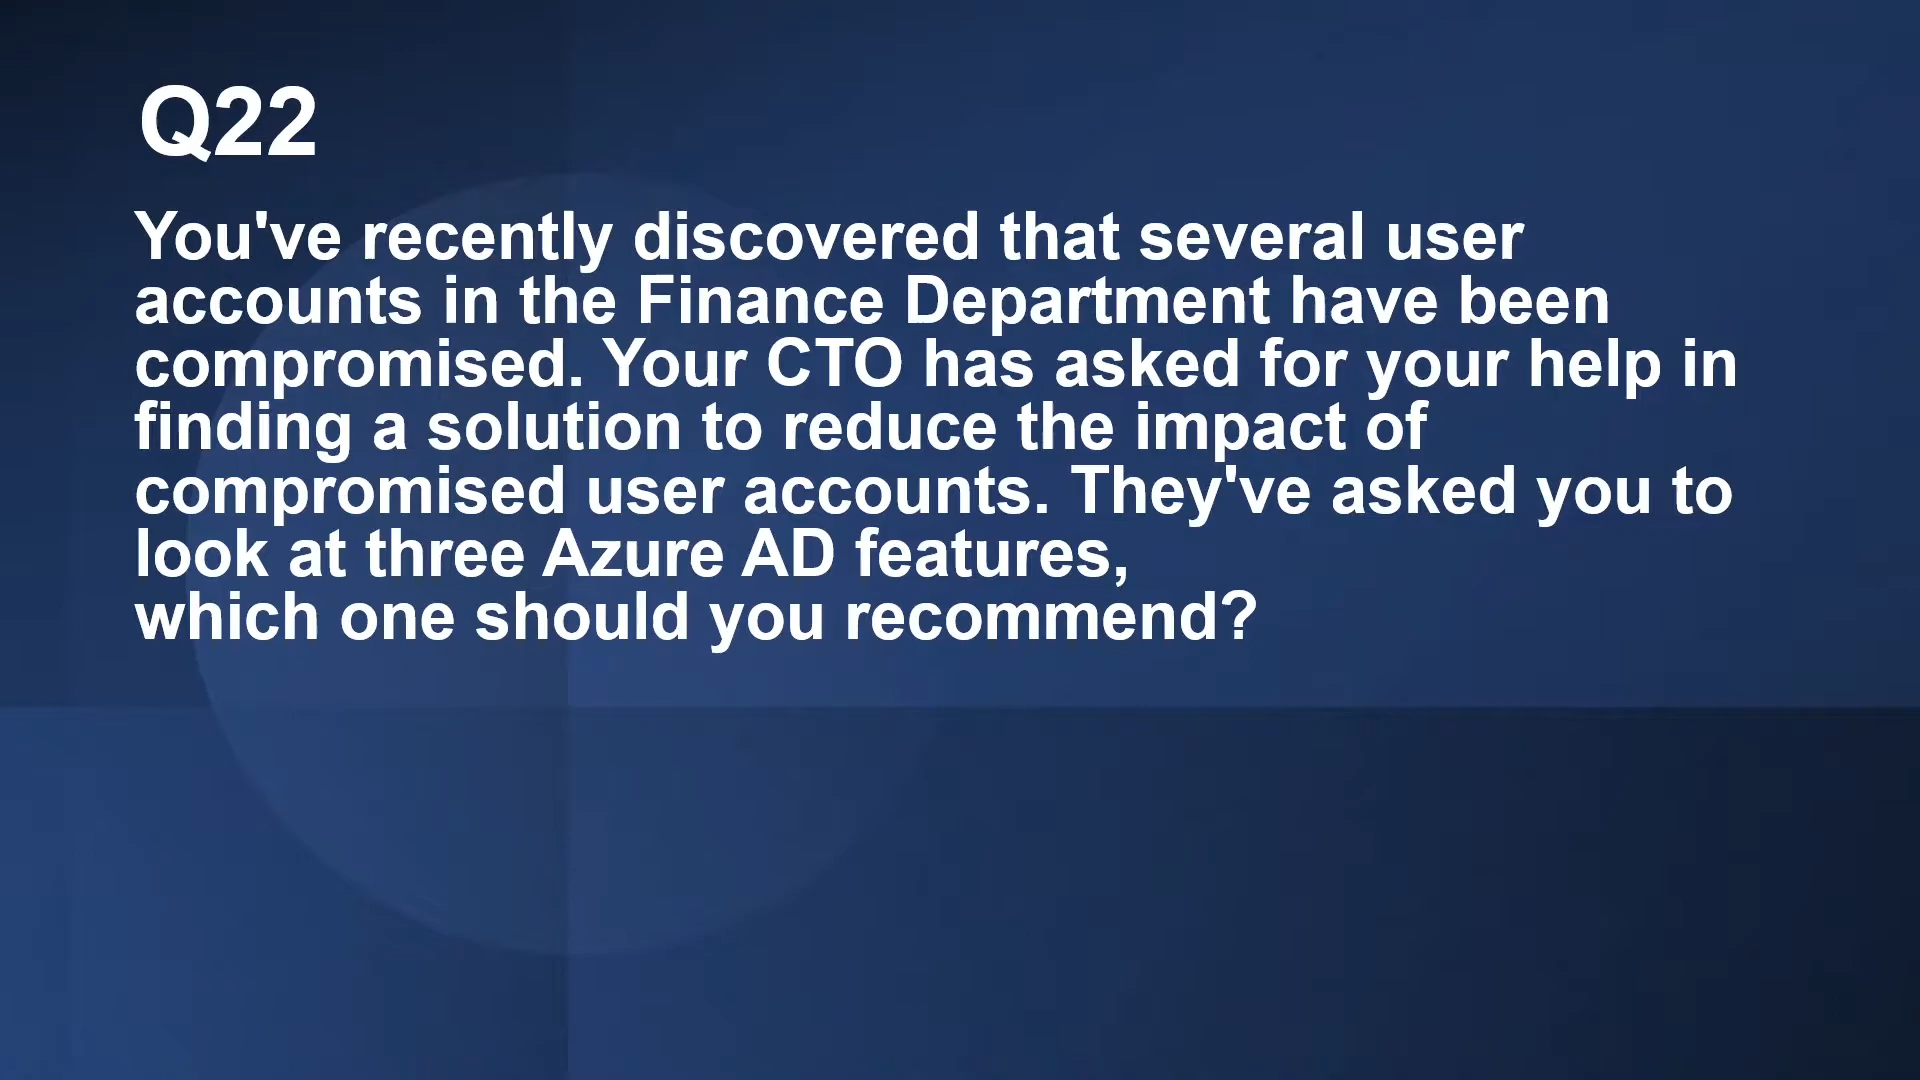 Q22
You've recently discovered that several user
accounts in the Finance Department have been
compromised. Your CTO has asked for your help in
finding a solution to reduce the impact of
compromised user accounts. They've asked you to
look at three Azure AD features,
which one should you recommend?